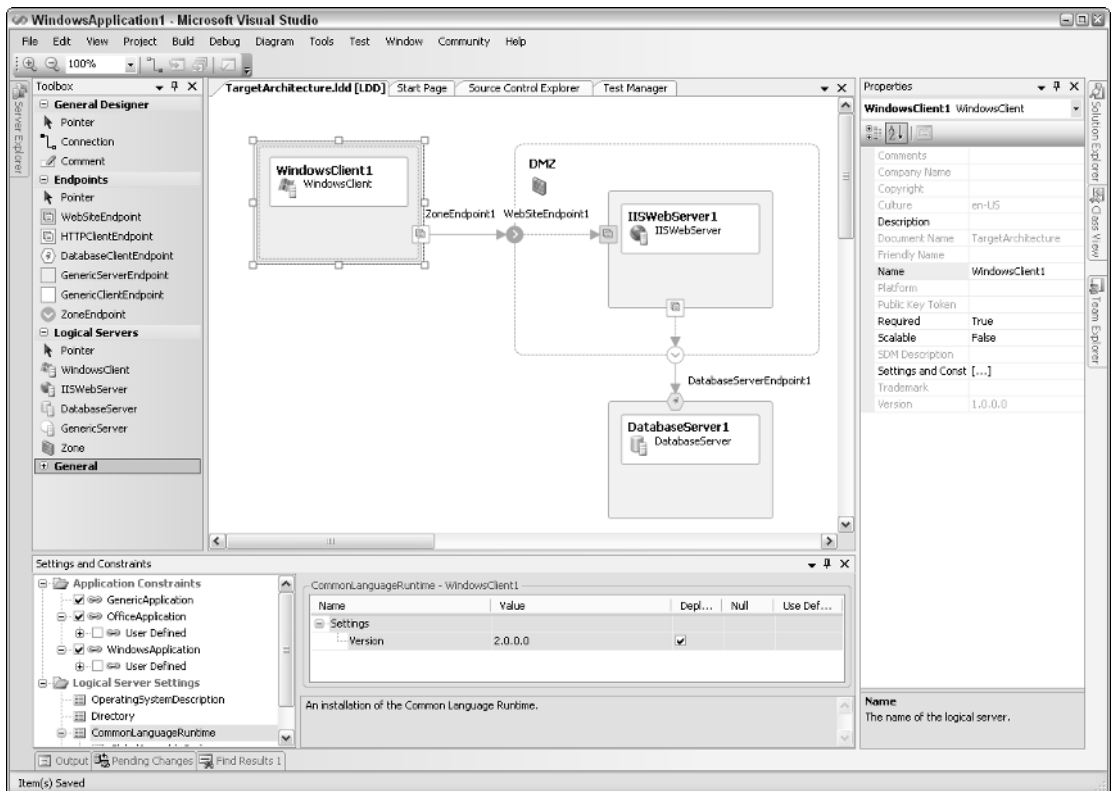 WindowsApplication1 - Microsoft Visual Studio
File Edit View Project Build Debug Diagram Tools Test Window Community Help
100%
Server Explorer
Toolbox
General Designer
Pointer
Connection
Comment
Endpoints
Pointer
WebSiteEndpoint
HTTPClientEndpoint
DatabaseClientEndpoint
GenericServerEndpoint
GenericClientEndpoint
ZoneEndpoint
Logical Servers
Pointer
WindowsClient
IISWebServer
DatabaseServer
GenericServer
Zone
General
TargetArchitecture.ldd [LDD] Start Page Source Control Explorer Test Manager
WindowsClient1
WindowsClient
DMZ
ZoneEndpoint1 WebSiteEndpoint1
IISWebServer1
IISWebServer
DatabaseServerEndpoint1
DatabaseServer1
DatabaseServer
Properties
WindowsClient1 WindowsClient
Comments
Company Name
Copyright
Culture en-US
Description
Document Name TargetArchitecture
Friendly Name
Name WindowsClient1
Platform
Public Key Token
Required True
Scalable False
SDM Description
Settings and Const [...]
Trademark
Version 1.0.0.0
Name
The name of the logical server.
Solution Explorer
Class View
Team Explorer
Settings and Constraints
Application Constraints
GenericApplication
OfficeApplication
User Defined
WindowsApplication
User Defined
Logical Server Settings
OperatingSystemDescription
Directory
CommonLanguageRuntime
CommonLanguageRuntime - WindowsClient1
Name Value Depl... Null Use Def...
Settings
Version 2.0.0.0
An installation of the Common Language Runtime.
Output Pending Changes Find Results 1
Item(s) Saved